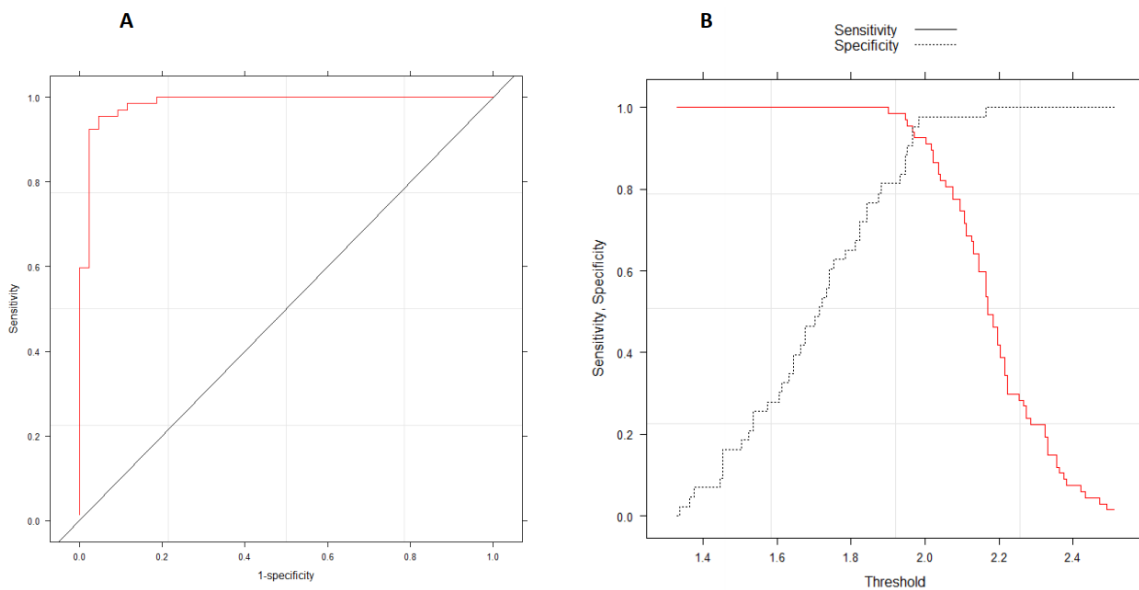 A
1.0
0.8
0.6
0.4
0.2
0.0
Sensitivity
0.0 0.2 0.4 0.6 0.8 1.0
1-specificity
B
Sensitivity
Specificity
1.0
0.8
0.6
0.4
0.2
0.0
Sensitivity, Specificity
1.4 1.6 1.8 2.0 2.2 2.4
Threshold